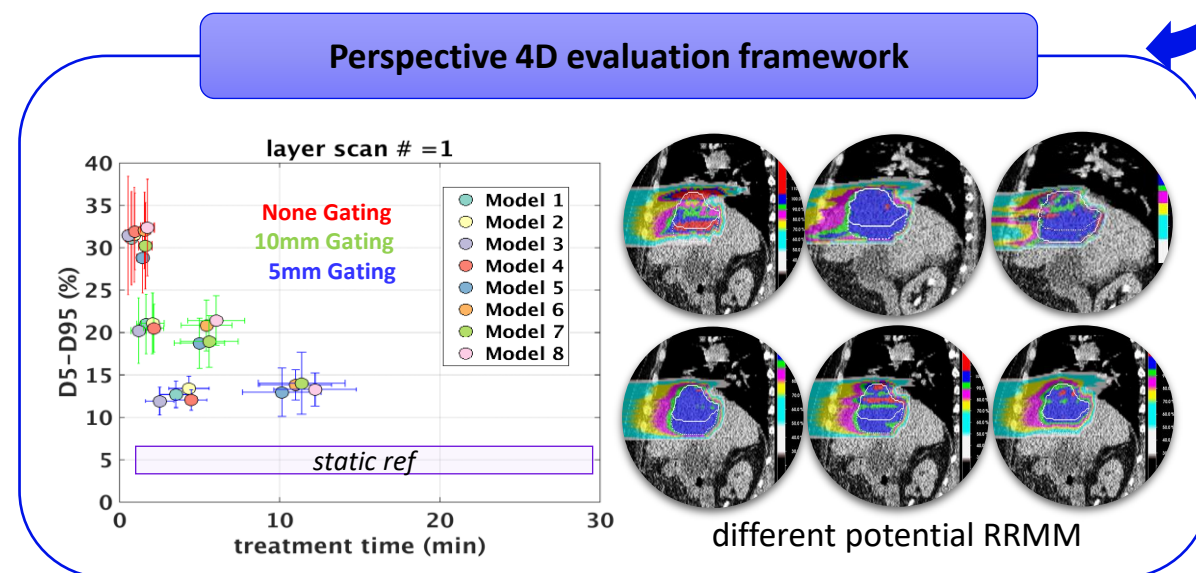 Perspective 4D evaluation framework
layer scan # =1
D5-D95 (%)
40
35
30
25
20
15
10
5
0
None Gating
10mm Gating
5mm Gating
Model 1
Model 2
Model 3
Model 4
Model 5
Model 6
Model 7
Model 8
static ref
0
10
20
30
treatment time (min)
different potential RRMM